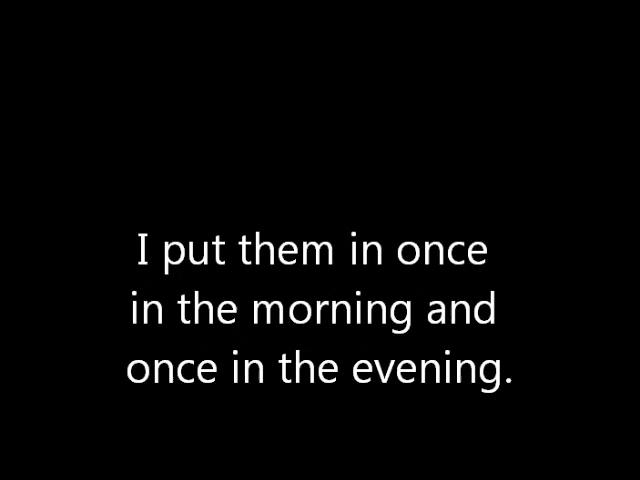 I put them in once
in the morning and
once in the evening.